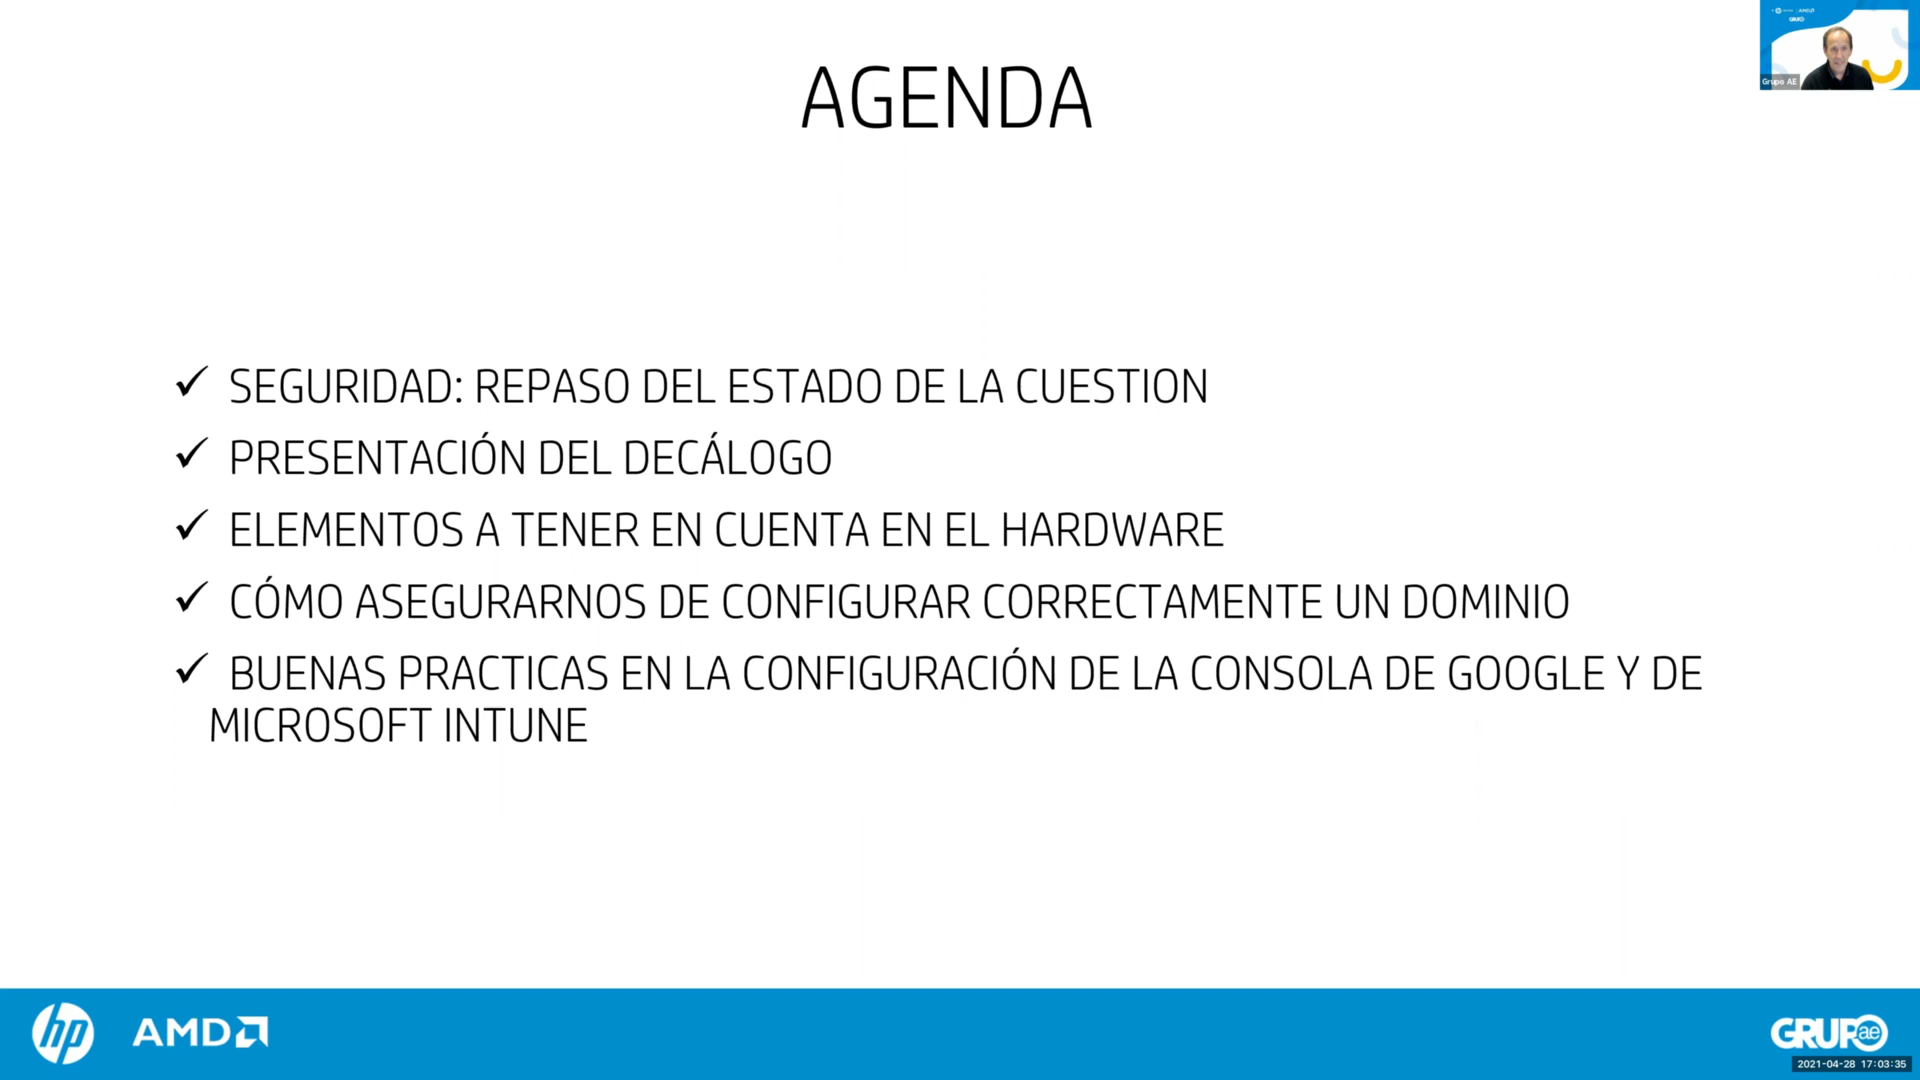 AGENDA
✓ SEGURIDAD: REPASO DEL ESTADO DE LA CUESTION
✓ PRESENTACIÓN DEL DECÁLOGO
✓ ELEMENTOS A TENER EN CUENTA EN EL HARDWARE
✓ CÓMO ASEGURARNOS DE CONFIGURAR CORRECTAMENTE UN DOMINIO
✓ BUENAS PRACTICAS EN LA CONFIGURACIÓN DE LA CONSOLA DE GOOGLE Y DE
MICROSOFT INTUNE
AMD
GRUPO
Grupo AE
hp
AMD
GRUPO ae
2021-04-28 17:03:35